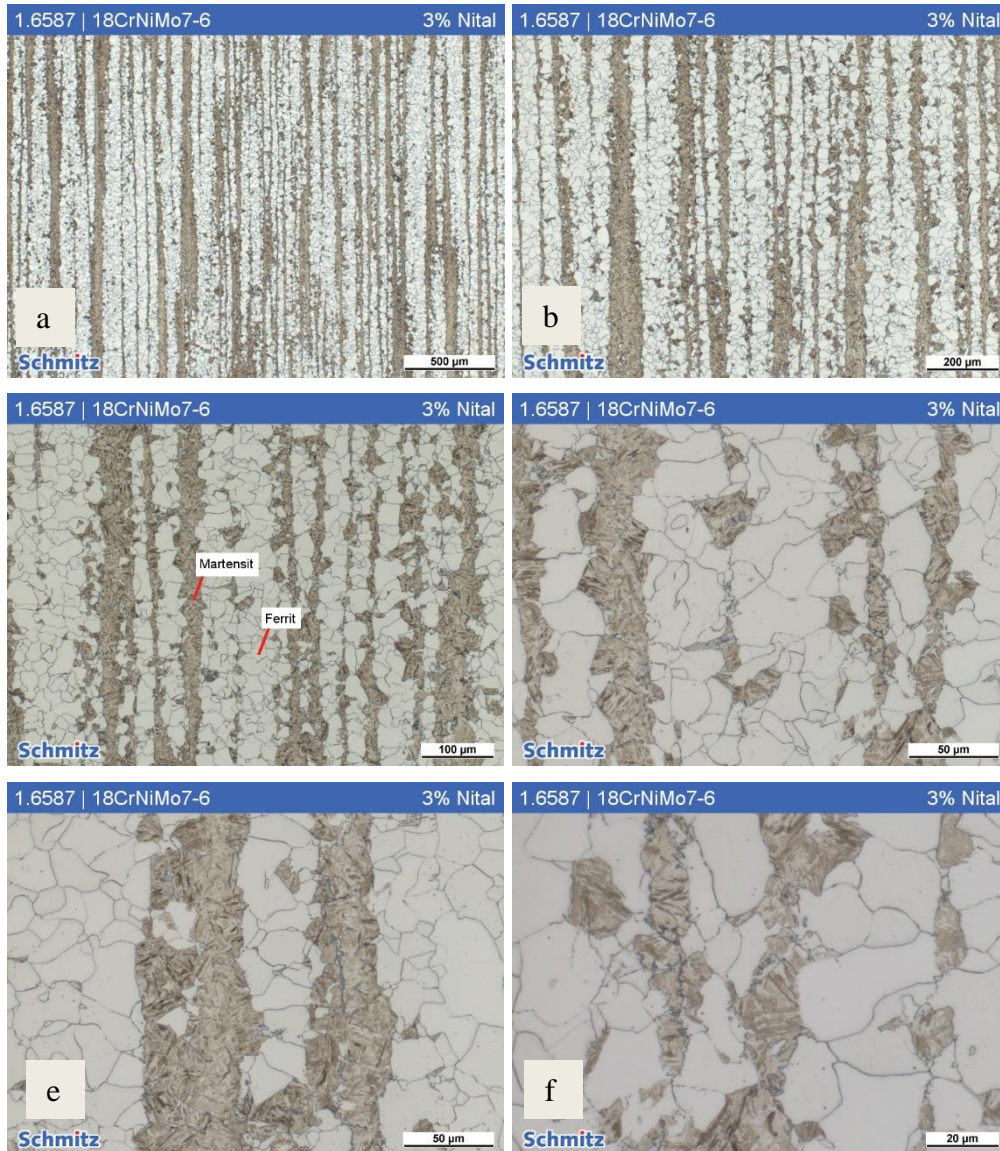 1.6587 | 18CrNiMo7-6 3% Nital
a
Schmitz 500 µm
1.6587 | 18CrNiMo7-6 3% Nital
b
Schmitz 200 µm
1.6587 | 18CrNiMo7-6 3% Nital
Martensit
Ferrit
Schmitz 100 µm
1.6587 | 18CrNiMo7-6 3% Nital
Schmitz 50 µm
1.6587 | 18CrNiMo7-6 3% Nital
e
Schmitz 50 µm
1.6587 | 18CrNiMo7-6 3% Nital
f
Schmitz 20 µm